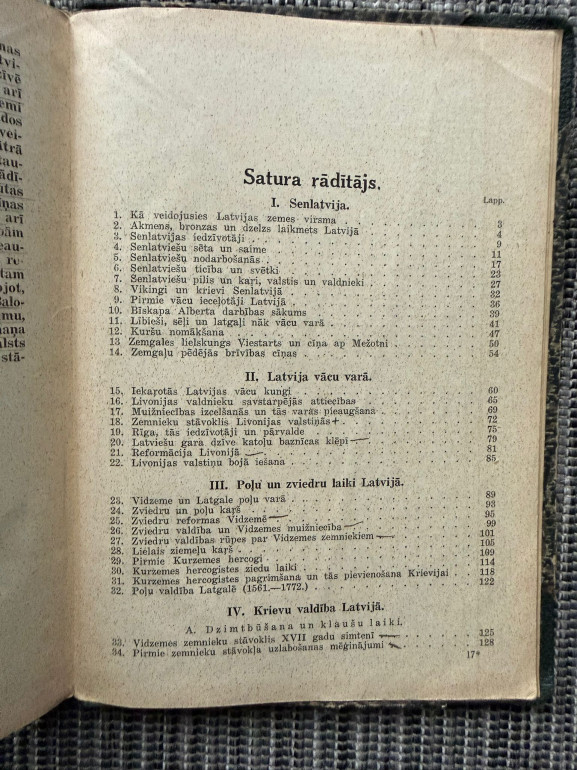 Satura rādītājs.
Lapp.
I. Senlatvija.
1. Kā veidojusies Latvijas zemes virsma . . . 3
2. Akmens, bronzas un dzelzs laikmets Latvijā . . . 4
3. Senlatvijas iedzīvotāji . . . 9
4. Senlatviešu sēta un saime . . . 11
5. Senlatviešu nodarbošanās . . . 17
6. Senlatviešu ticība un svētki . . . 23
7. Senlatviešu pilis un kari, valstis un valdnieki . . . 27
8. Vīkingi un krievi Senlatvijā . . . 32
9. Pirmie vācu ieceļotāji Latvijā . . . 36
10. Bīskapa Alberta darbības sākums . . . 39
11. Lībieši, sēļi un latgaļi nāk vācu varā . . . 41
12. Kuršu nomākšana . . . 47
13 Zemgales lielskungs Viestarts un cīņa ap Mežotni . . . 50
14. Zemgaļu pēdējās brīvības cīņas . . . 54
II. Latvija vācu varā.
15. Iekaŗotās Latvijas vācu kungi . . . 60
16. Livonijas valdnieku savstarpējās attiecības . . . 65
17. Muižniecības izcelšanās un tās varas pieaugšana . . . 69
18. Zemnieku stāvoklis Livonijas valstiņās . . . 72
19. Rīga, tās iedzīvotāji un pārvalde . . . 75
20. Latviešu gara dzīve katoļu baznīcas klēpī . . . 79
21. Reformācija Livonijā . . . 81
22. Livonijas valstiņu bojā iešana . . . 85
III. Poļu un zviedru laiki Latvijā.
23. Vidzeme un Latgale poļu varā . . . 89
24. Zviedru un poļu kaŗš . . . 93
25. Zviedru reformas Vidzemē . . . 95
26. Zviedru valdība un Vidzemes muižniecība . . . 99
27. Zviedru valdības rūpes par Vidzemes zemniekiem . . . 101
28. Lielais ziemeļu kaŗš . . . 105
29. Pirmie Kurzemes hercogi . . . 109
30. Kurzemes hercogistes ziedu laiki . . . 114
31. Kurzemes hercogistes pagrimšana un tās pievienošana Krievijai . . . 118
32. Poļu valdība Latgalē (1561.—1772.) . . . 122
IV. Krievu valdība Latvijā.
A. Dzimtbūšana un klaušu laiki.
33. Vidzemes zemnieku stāvoklis XVII gadu simtenī . . . 125
34. Pirmie zemnieku stāvokļa uzlabošanas mēģinājumi . . . 128
17*